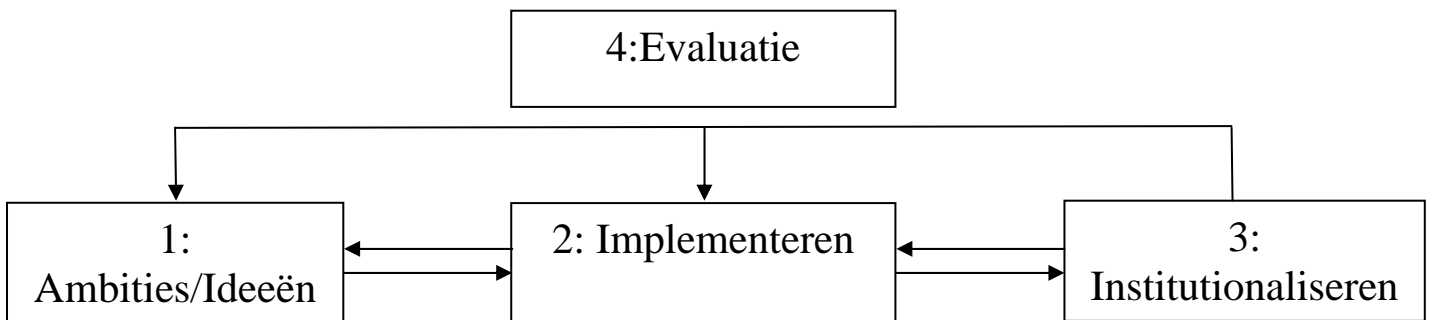 4:Evaluatie
1:
Ambities/Ideeën
2: Implementeren
3:
Institutionaliseren